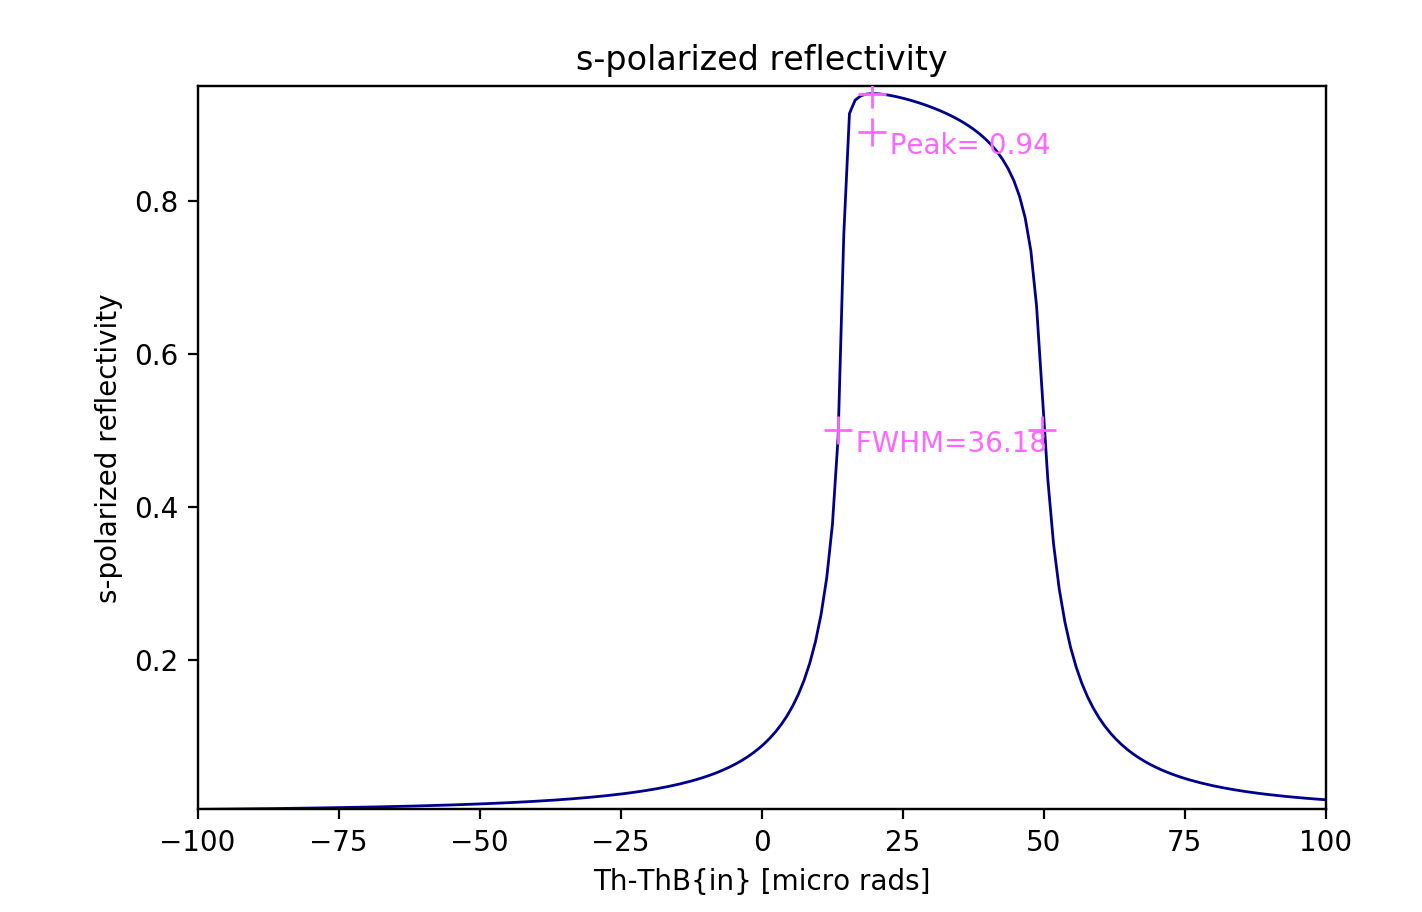 s-polarized reflectivity
Peak= 0.94
FWHM=36.18
s-polarized reflectivity
0.8
0.6
0.4
0.2
−100 −75 −50 −25 0 25 50 75 100
Th-ThB{in} [micro rads]